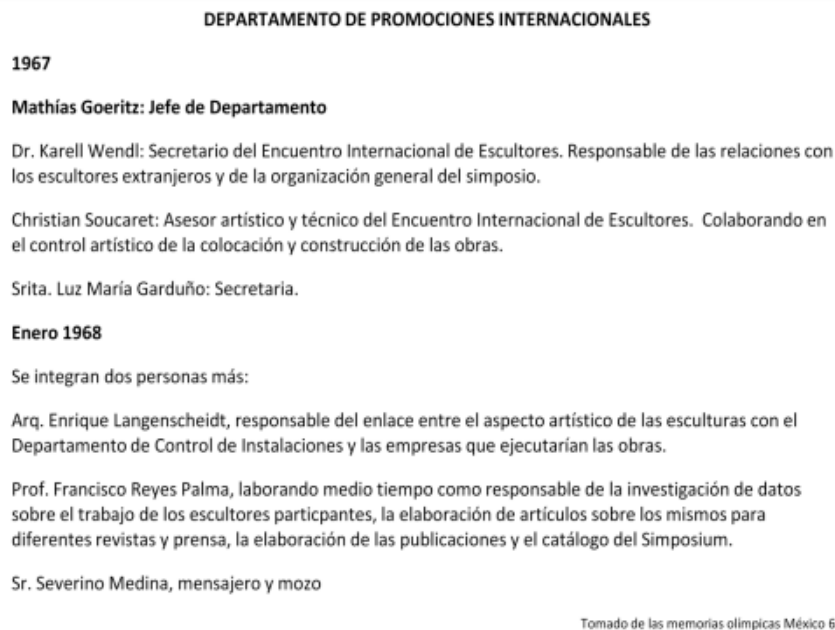 DEPARTAMENTO DE PROMOCIONES INTERNACIONALES
1967
Mathías Goeritz: Jefe de Departamento
Dr. Karell Wendl: Secretario del Encuentro Internacional de Escultores. Responsable de las relaciones con
los escultores extranjeros y de la organización general del simposio.
Christian Soucaret: Asesor artístico y técnico del Encuentro Internacional de Escultores. Colaborando en
el control artístico de la colocación y construcción de las obras.
Srita. Luz María Garduño: Secretaria.
Enero 1968
Se integran dos personas más:
Arq. Enrique Langenscheidt, responsable del enlace entre el aspecto artístico de las esculturas con el
Departamento de Control de Instalaciones y las empresas que ejecutarían las obras.
Prof. Francisco Reyes Palma, laborando medio tiempo como responsable de la investigación de datos
sobre el trabajo de los escultores particpantes, la elaboración de artículos sobre los mismos para
diferentes revistas y prensa, la elaboración de las publicaciones y el catálogo del Simposium.
Sr. Severino Medina, mensajero y mozo
Tomado de las memorias olímpicas México 6